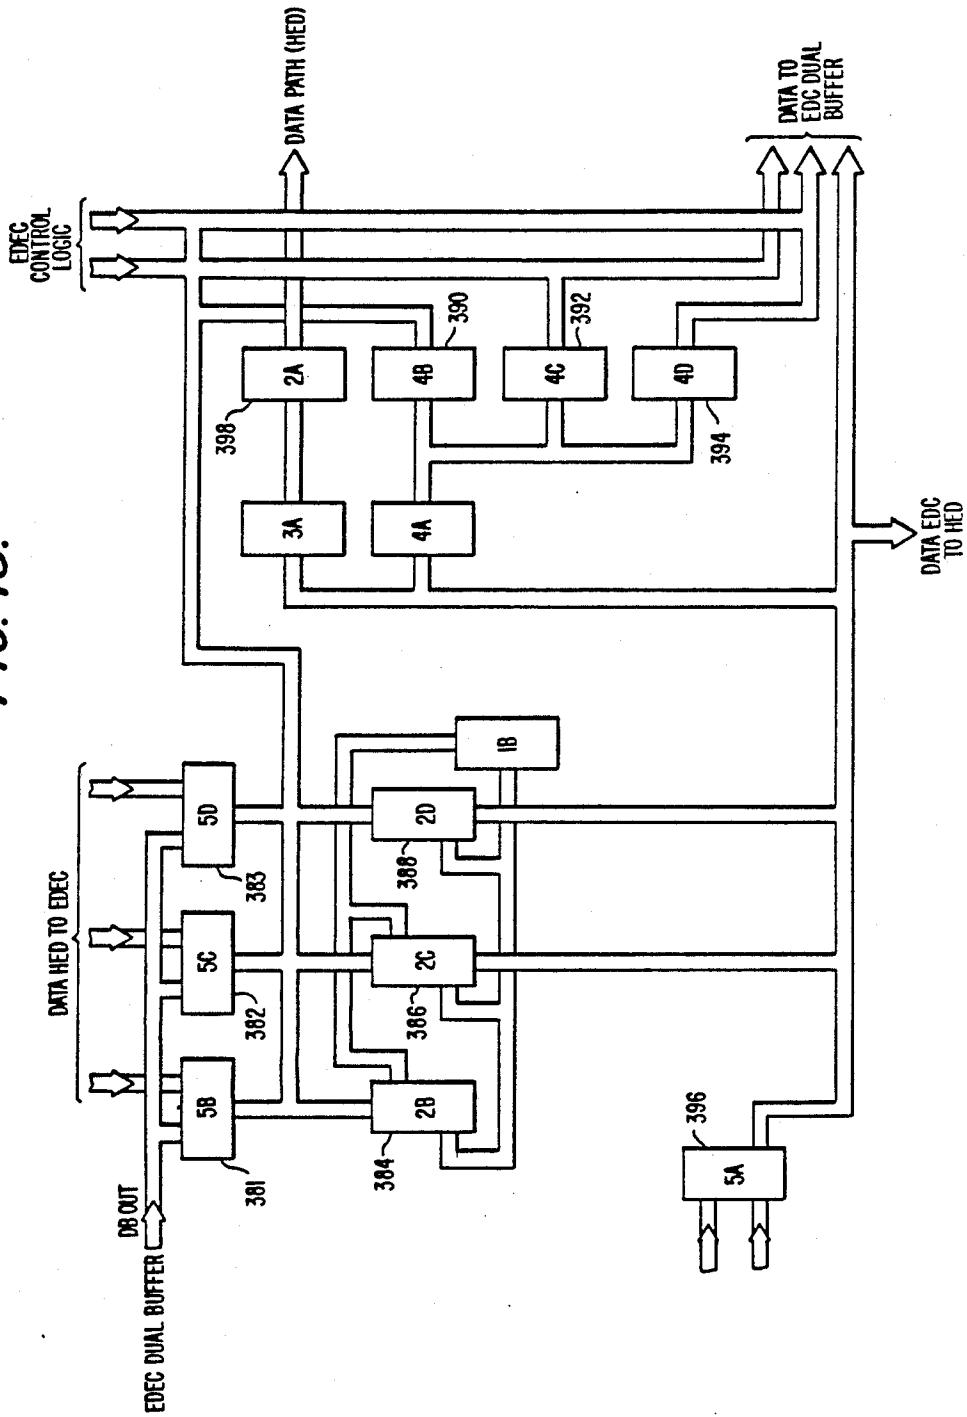 EDEC
CONTROL
LOGIC
DATA PATH (HED)
DATA TO
EDC DUAL
BUFFER
DATA HED TO EDEC
DB OUT
EDEC DUAL BUFFER
5B
381
5C
382
5D
383
2B
384
2C
386
2D
388
1B
3A
4A
2A
398
4B
390
4C
392
4D
394
5A
396
DATA EDC
TO HED